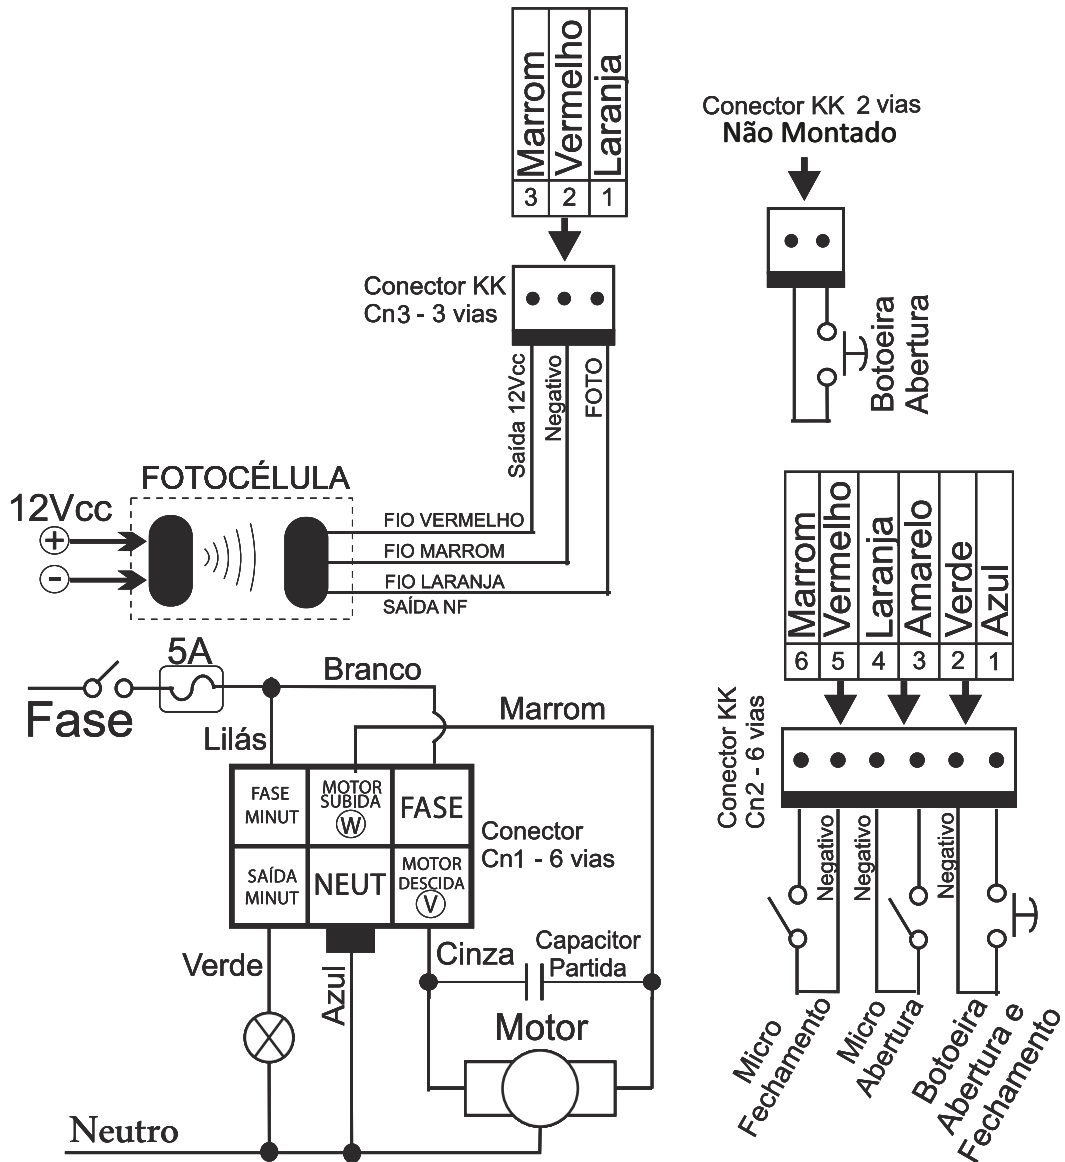 Marrom
Vermelho
Laranja
3
2
1
Conector KK 2 vias
Não Montado
Conector KK
Cn3 - 3 vias
Botoeira
Abertura
Saída 12Vcc
Negativo
FOTO
FOTOCÉLULA
12Vcc
+
-
FIO VERMELHO
FIO MARROM
FIO LARANJA
SAÍDA NF
Marrom
Vermelho
Laranja
Amarelo
Verde
Azul
6
5
4
3
2
1
Conector KK
Cn2 - 6 vias
Negativo
Negativo
Negativo
Micro
Fechamento
Micro
Abertura
Botoeira
Abertura e
Fechamento
5A
Fase
Branco
Lilás
Marrom
FASE
MINUT
MOTOR
SUBIDA
W
FASE
SAÍDA
MINUT
NEUT
MOTOR
DESCIDA
V
Conector
Cn1 - 6 vias
Verde
Azul
Cinza
Capacitor
Partida
Motor
Neutro